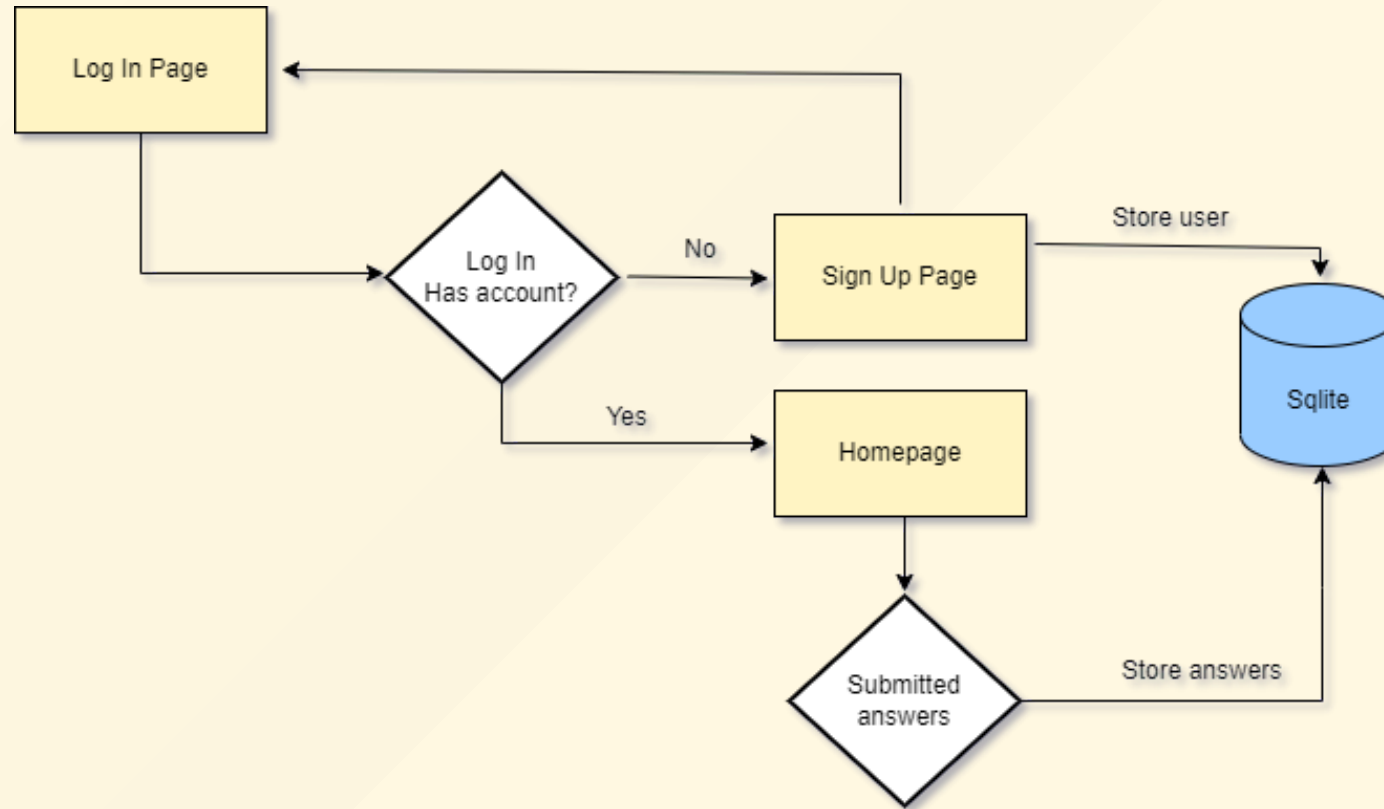 Log In Page
Store user
No
Log In
Has account?
Sign Up Page
Sqlite
Yes
Homepage
Store answers
Submitted
answers